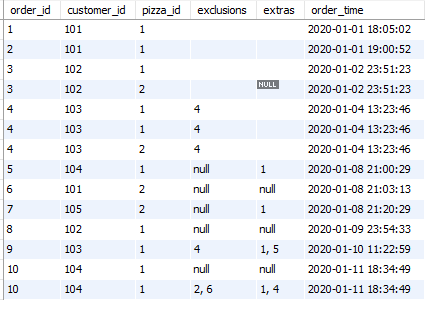 order_id customer_id pizza_id exclusions extras order_time
1 101 1 2020-01-01 18:05:02
2 101 1 2020-01-01 19:00:52
3 102 1 2020-01-02 23:51:23
3 102 2 NULL 2020-01-02 23:51:23
4 103 1 4 2020-01-04 13:23:46
4 103 1 4 2020-01-04 13:23:46
4 103 2 4 2020-01-04 13:23:46
5 104 1 null 1 2020-01-08 21:00:29
6 101 2 null null 2020-01-08 21:03:13
7 105 2 null 1 2020-01-08 21:20:29
8 102 1 null null 2020-01-09 23:54:33
9 103 1 4 1, 5 2020-01-10 11:22:59
10 104 1 null null 2020-01-11 18:34:49
10 104 1 2, 6 1, 4 2020-01-11 18:34:49